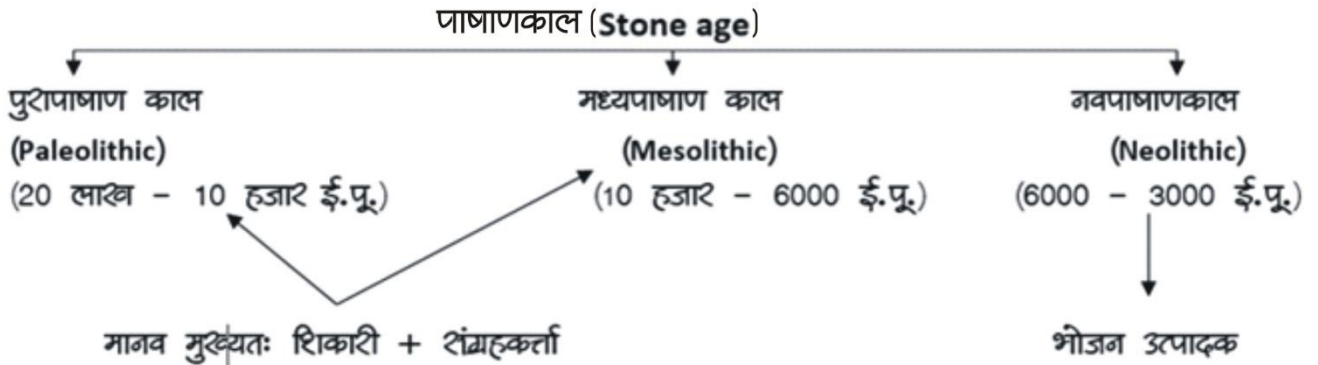 पाषाणकाल (Stone age)
पुरापाषाण काल मध्यपाषाण काल नवपाषाणकाल
(Paleolithic) (Mesolithic) (Neolithic)
(20 लाख – 10 हजार ई.पू.) (10 हजार – 6000 ई.पू.) (6000 – 3000 ई.पू.)
मानव मुख्यतः शिकारी + संग्रहकर्त्ता भोजन उत्पादक